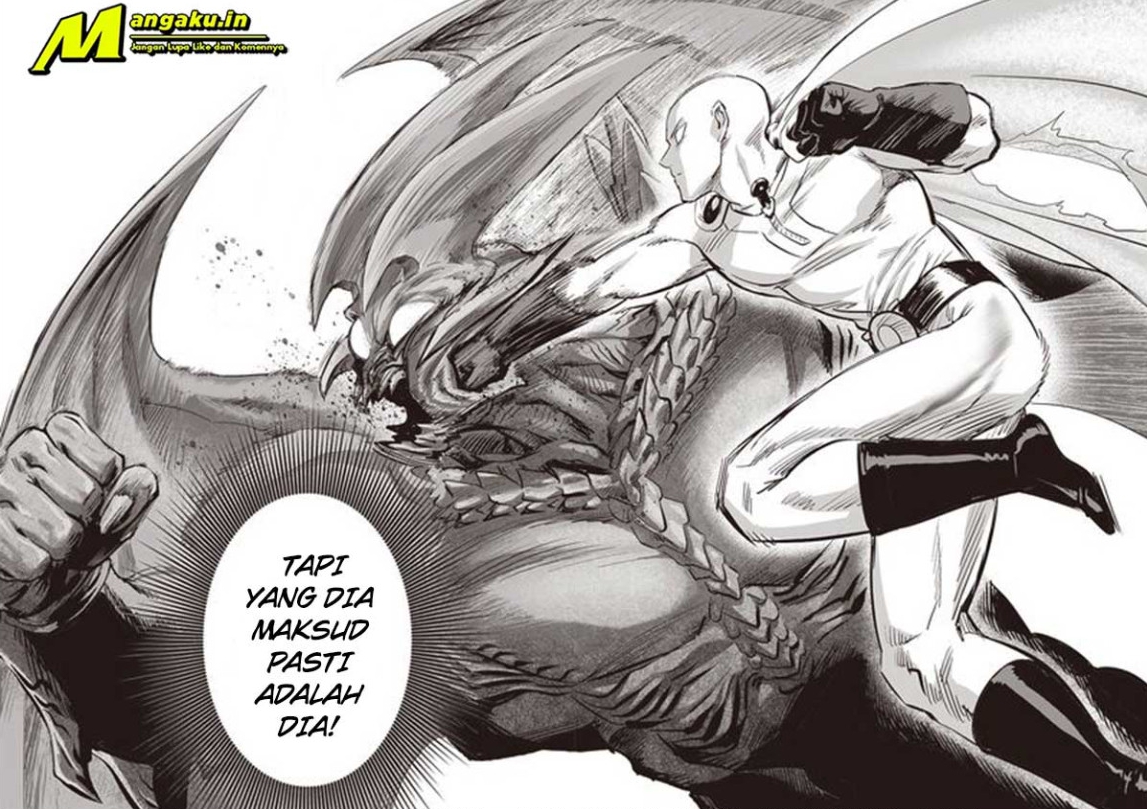 Mangaku.in
Jangan Lupa Like dan Komennya
TAPI
YANG DIA
MAKSUD
PASTI
ADALAH
DIA!